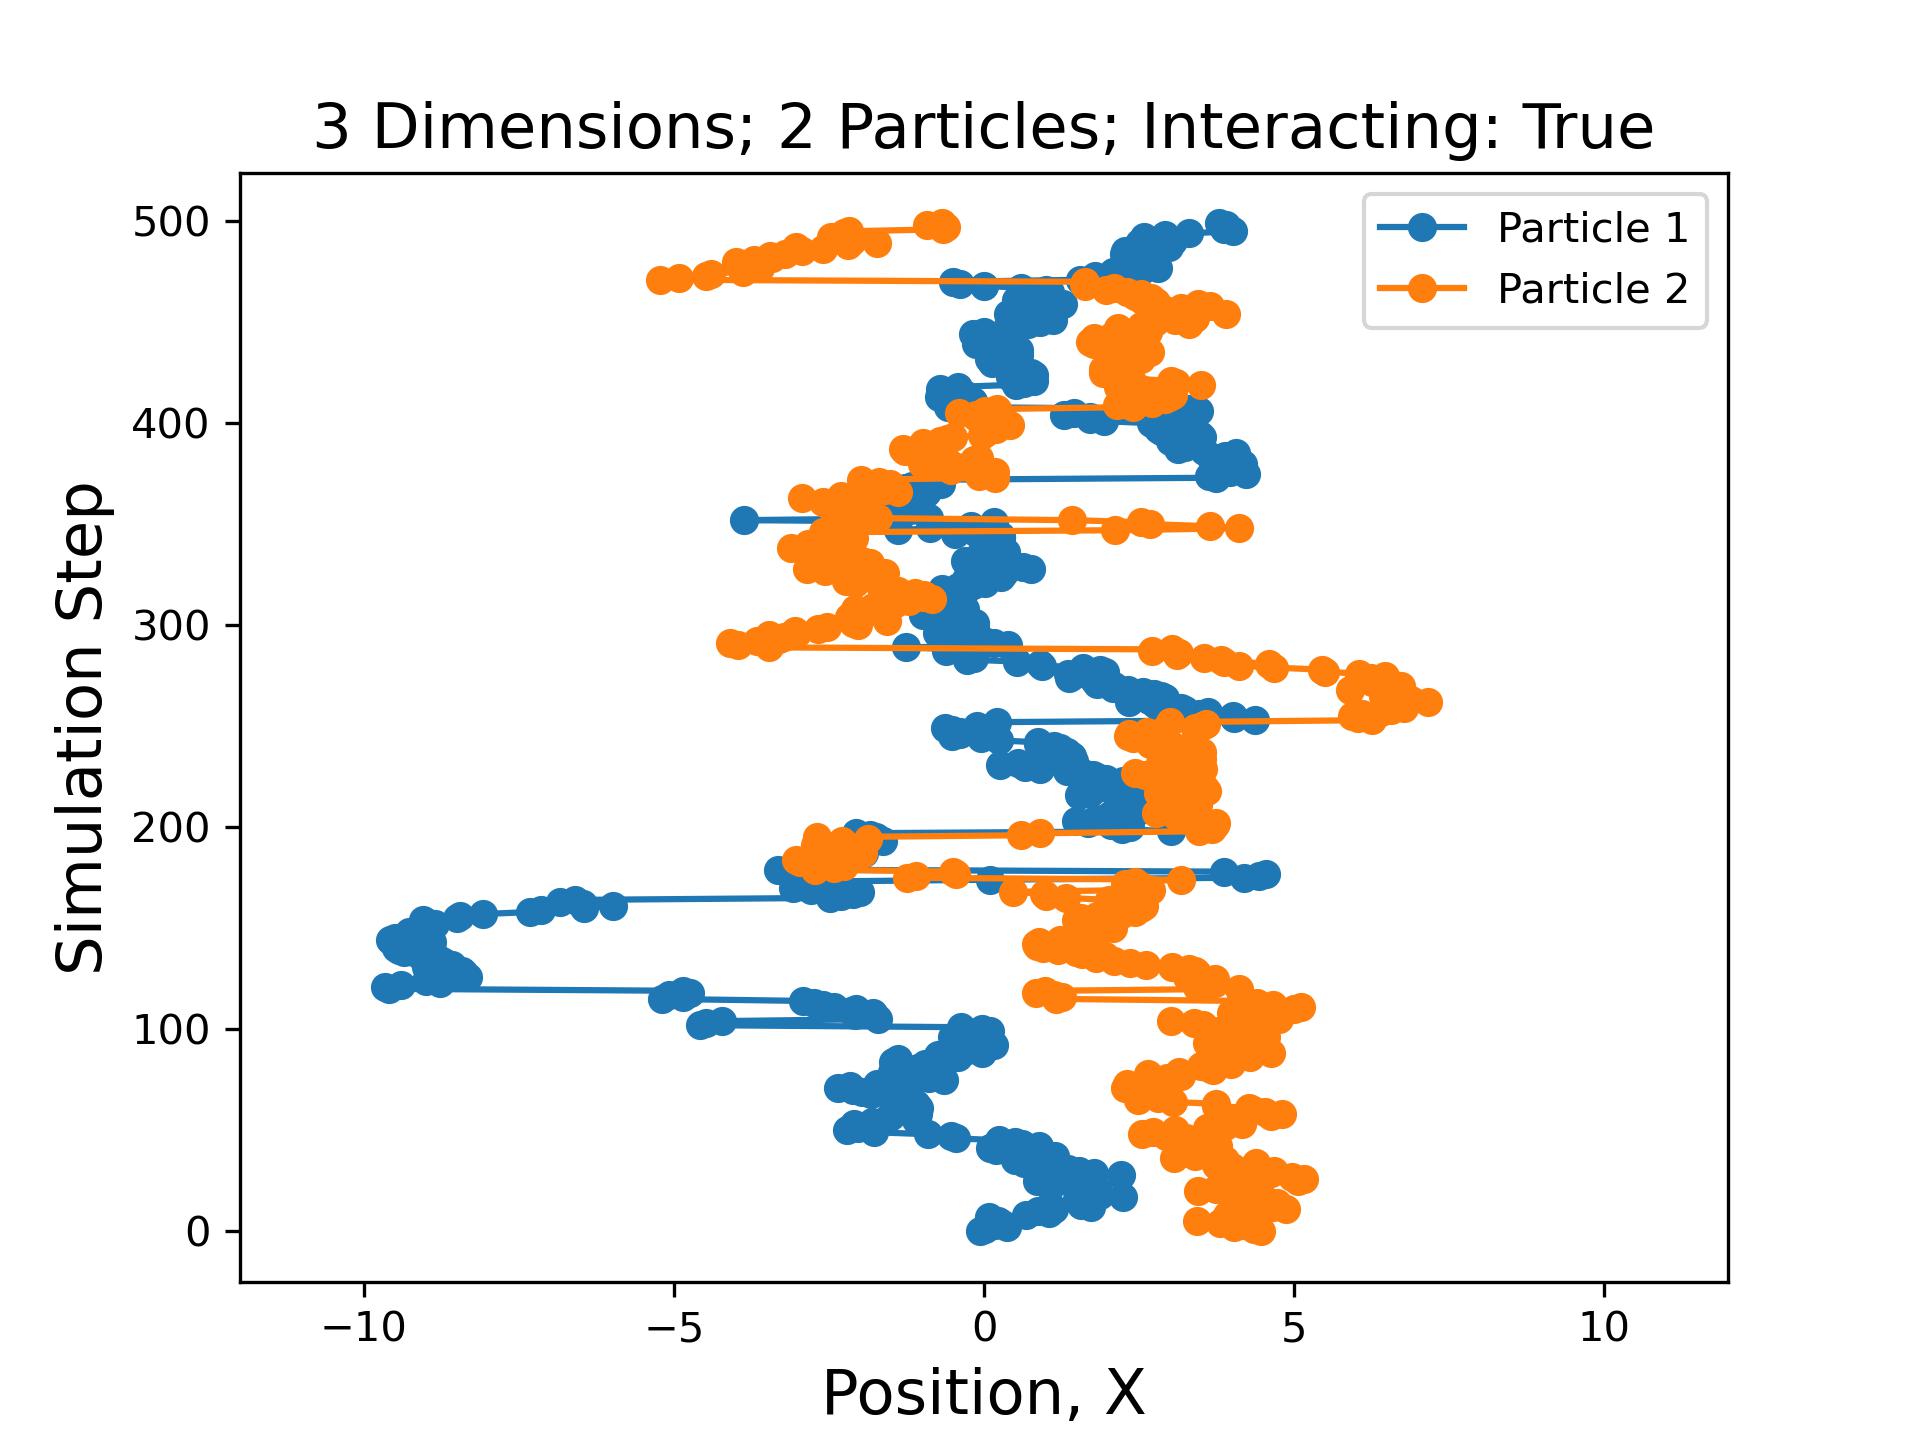 3 Dimensions; 2 Particles; Interacting: True
Particle 1
Particle 2
Simulation Step
500
400
300
200
100
0
−10
−5
0
5
10
Position, X